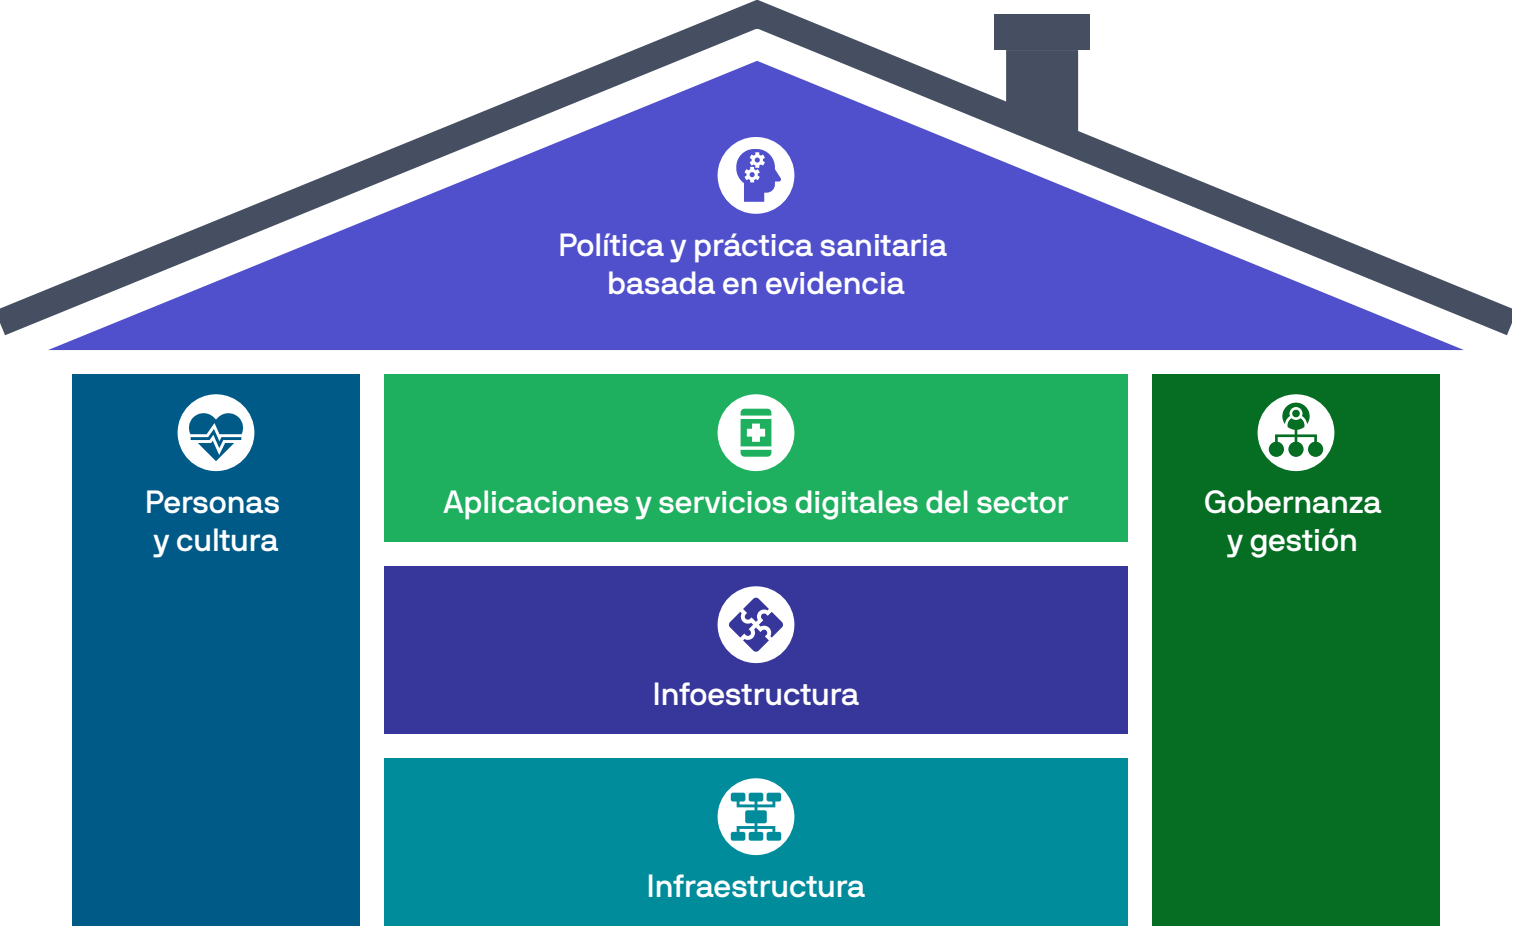 Política y práctica sanitaria
basada en evidencia
Personas
y cultura
Aplicaciones y servicios digitales del sector
Gobernanza
y gestión
Infoestructura
Infraestructura